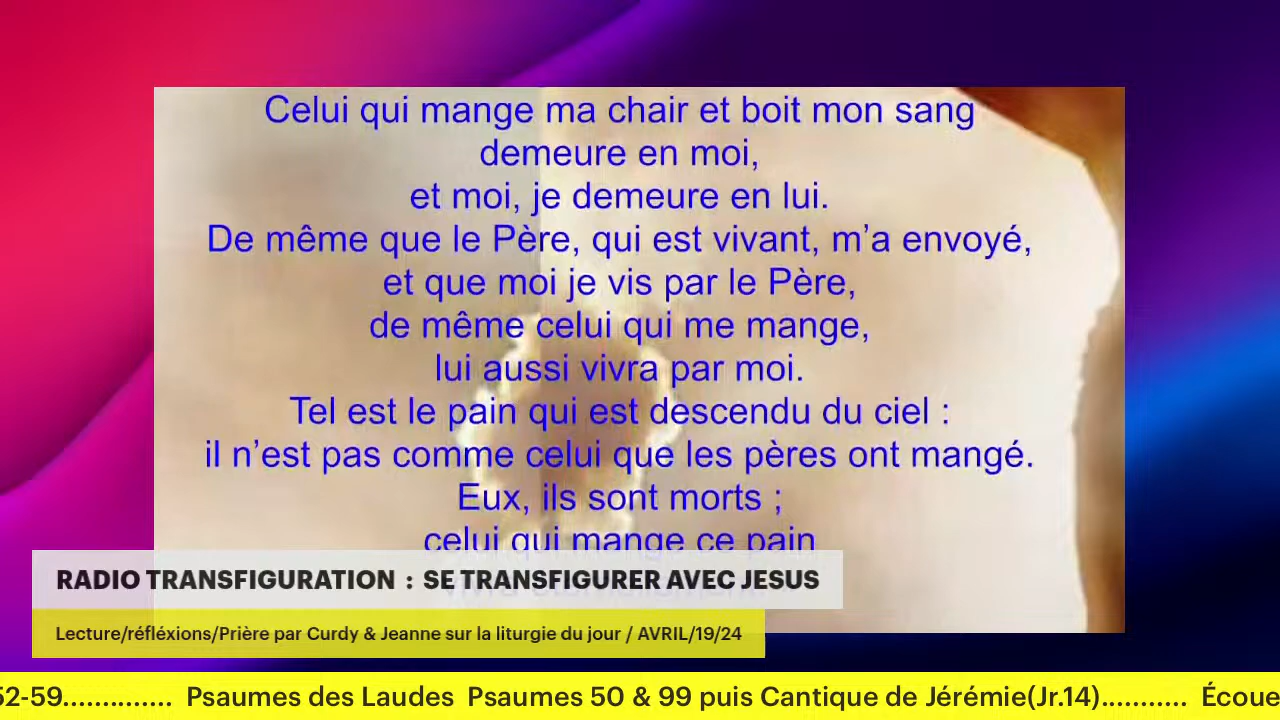 Celui qui mange ma chair et boit mon sang
demeure en moi,
et moi, je demeure en lui.
De même que le Père, qui est vivant, m’a envoyé,
et que moi je vis par le Père,
de même celui qui me mange,
lui aussi vivra par moi.
Tel est le pain qui est descendu du ciel :
il n’est pas comme celui que les pères ont mangé.
Eux, ils sont morts ;
celui qui mange ce pain
RADIO TRANSFIGURATION : SE TRANSFIGURER AVEC JESUS
Lecture/réfléxions/Prière par Curdy & Jeanne sur la liturgie du jour / AVRIL/19/24
52-59.............. Psaumes des Laudes Psaumes 50 & 99 puis Cantique de Jérémie(Jr.14)........... Écoue